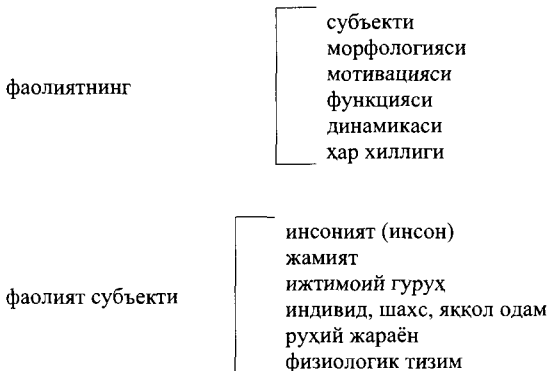 фаолиятнинг
субъекти
морфологияси
мотивацияси
функцияси
динамикаси
ҳар хиллиги
фаолият субъекти
инсоният (инсон)
жамият
ижтимоий гуруҳ
индивид, шахс, яққол одам
руҳий жараён
физиологик тизим